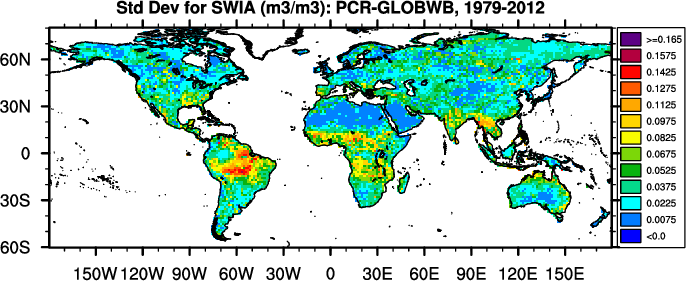 Std Dev for SWIA (m3/m3): PCR-GLOBWB, 1979-2012
60N
30N
0
30S
60S
150W 120W 90W 60W 30W 0 30E 60E 90E 120E 150E
>=0.165
0.1575
0.1425
0.1275
0.1125
0.0975
0.0825
0.0675
0.0525
0.0375
0.0225
0.0075
<0.0